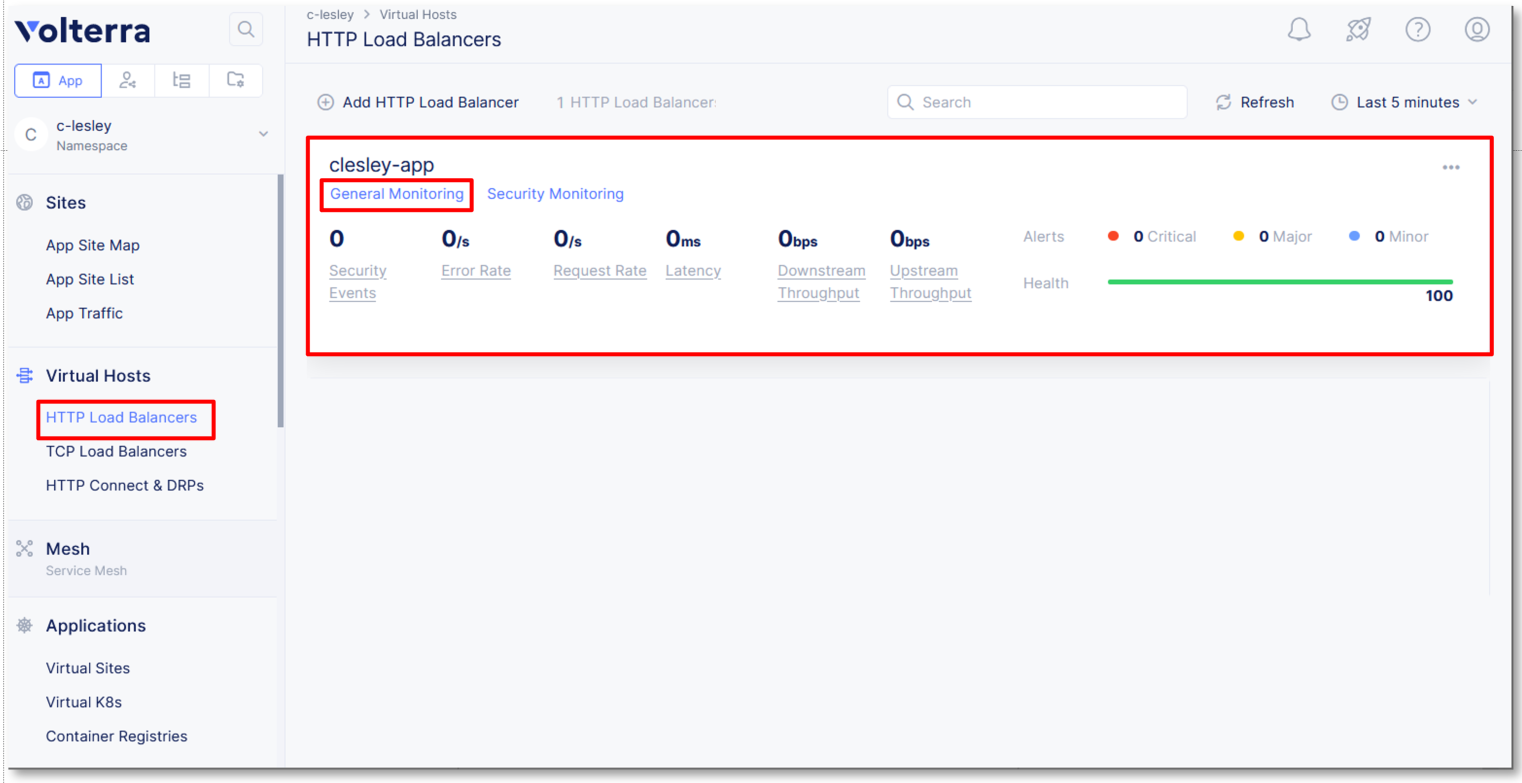 Volterra
App
C
c-lesley
Namespace
Sites
App Site Map
App Site List
App Traffic
Virtual Hosts
HTTP Load Balancers
TCP Load Balancers
HTTP Connect & DRPs
Mesh
Service Mesh
Applications
Virtual Sites
Virtual K8s
Container Registries
c-lesley > Virtual Hosts
HTTP Load Balancers
Add HTTP Load Balancer 1 HTTP Load Balancer Search Refresh Last 5 minutes
clesley-app
General Monitoring Security Monitoring
0 0/s 0/s 0ms 0bps 0bps
Security Error Rate Request Rate Latency Downstream Upstream
Events Throughput Throughput
Alerts 0 Critical 0 Major 0 Minor
Health
100